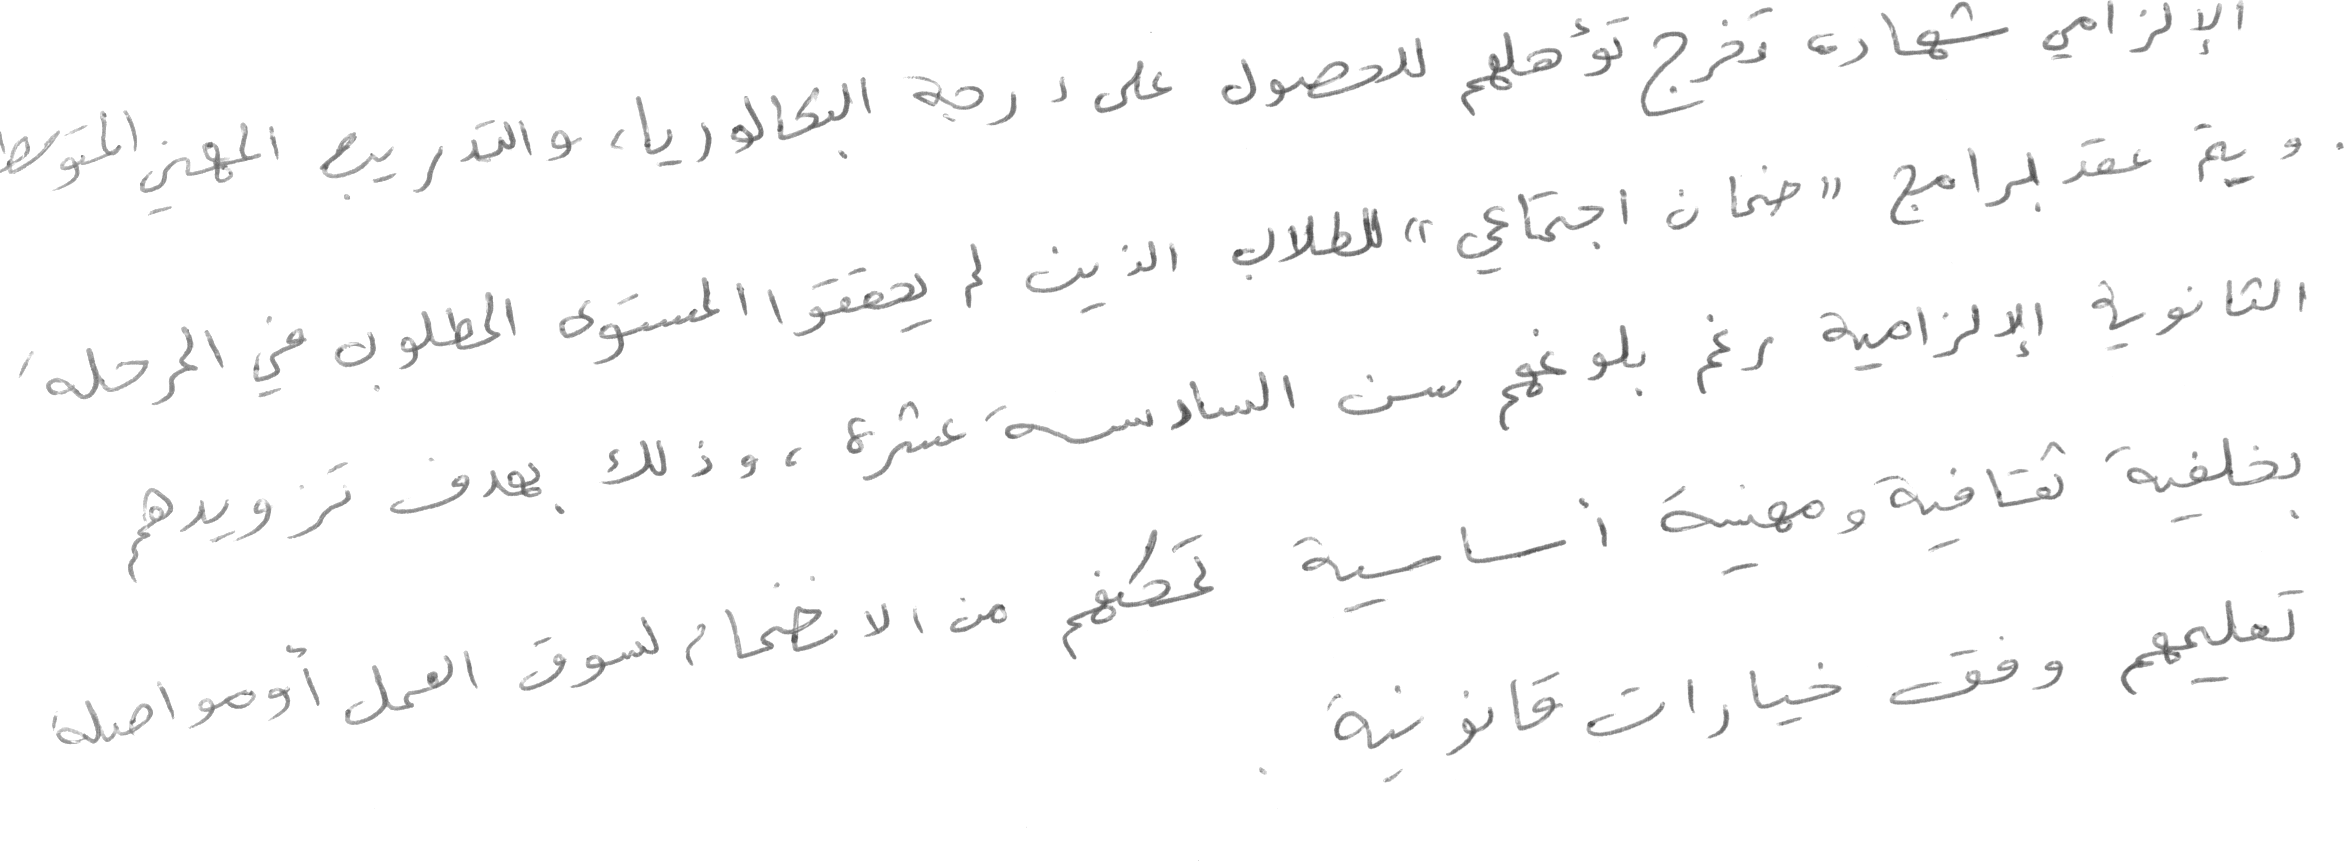 الإلزامي شهادة تخرج تؤهلهم للحصول على درجة البكالوريا، والتدريب المهني المتوسط
. ويتم عقد برامج "ضمان اجتماعي" للطلاب الذين لم يحققوا المستوى المطلوب في المرحلة
الثانوية الإلزامية رغم بلوغهم سن السادسة عشرة، وذلك بهدف تزويدهم
بخلفية ثقافية ومهنية أساسية تمكنهم من الانضمام لسوق العمل أو مواصلة
تعليمهم وفق خيارات قانونية .